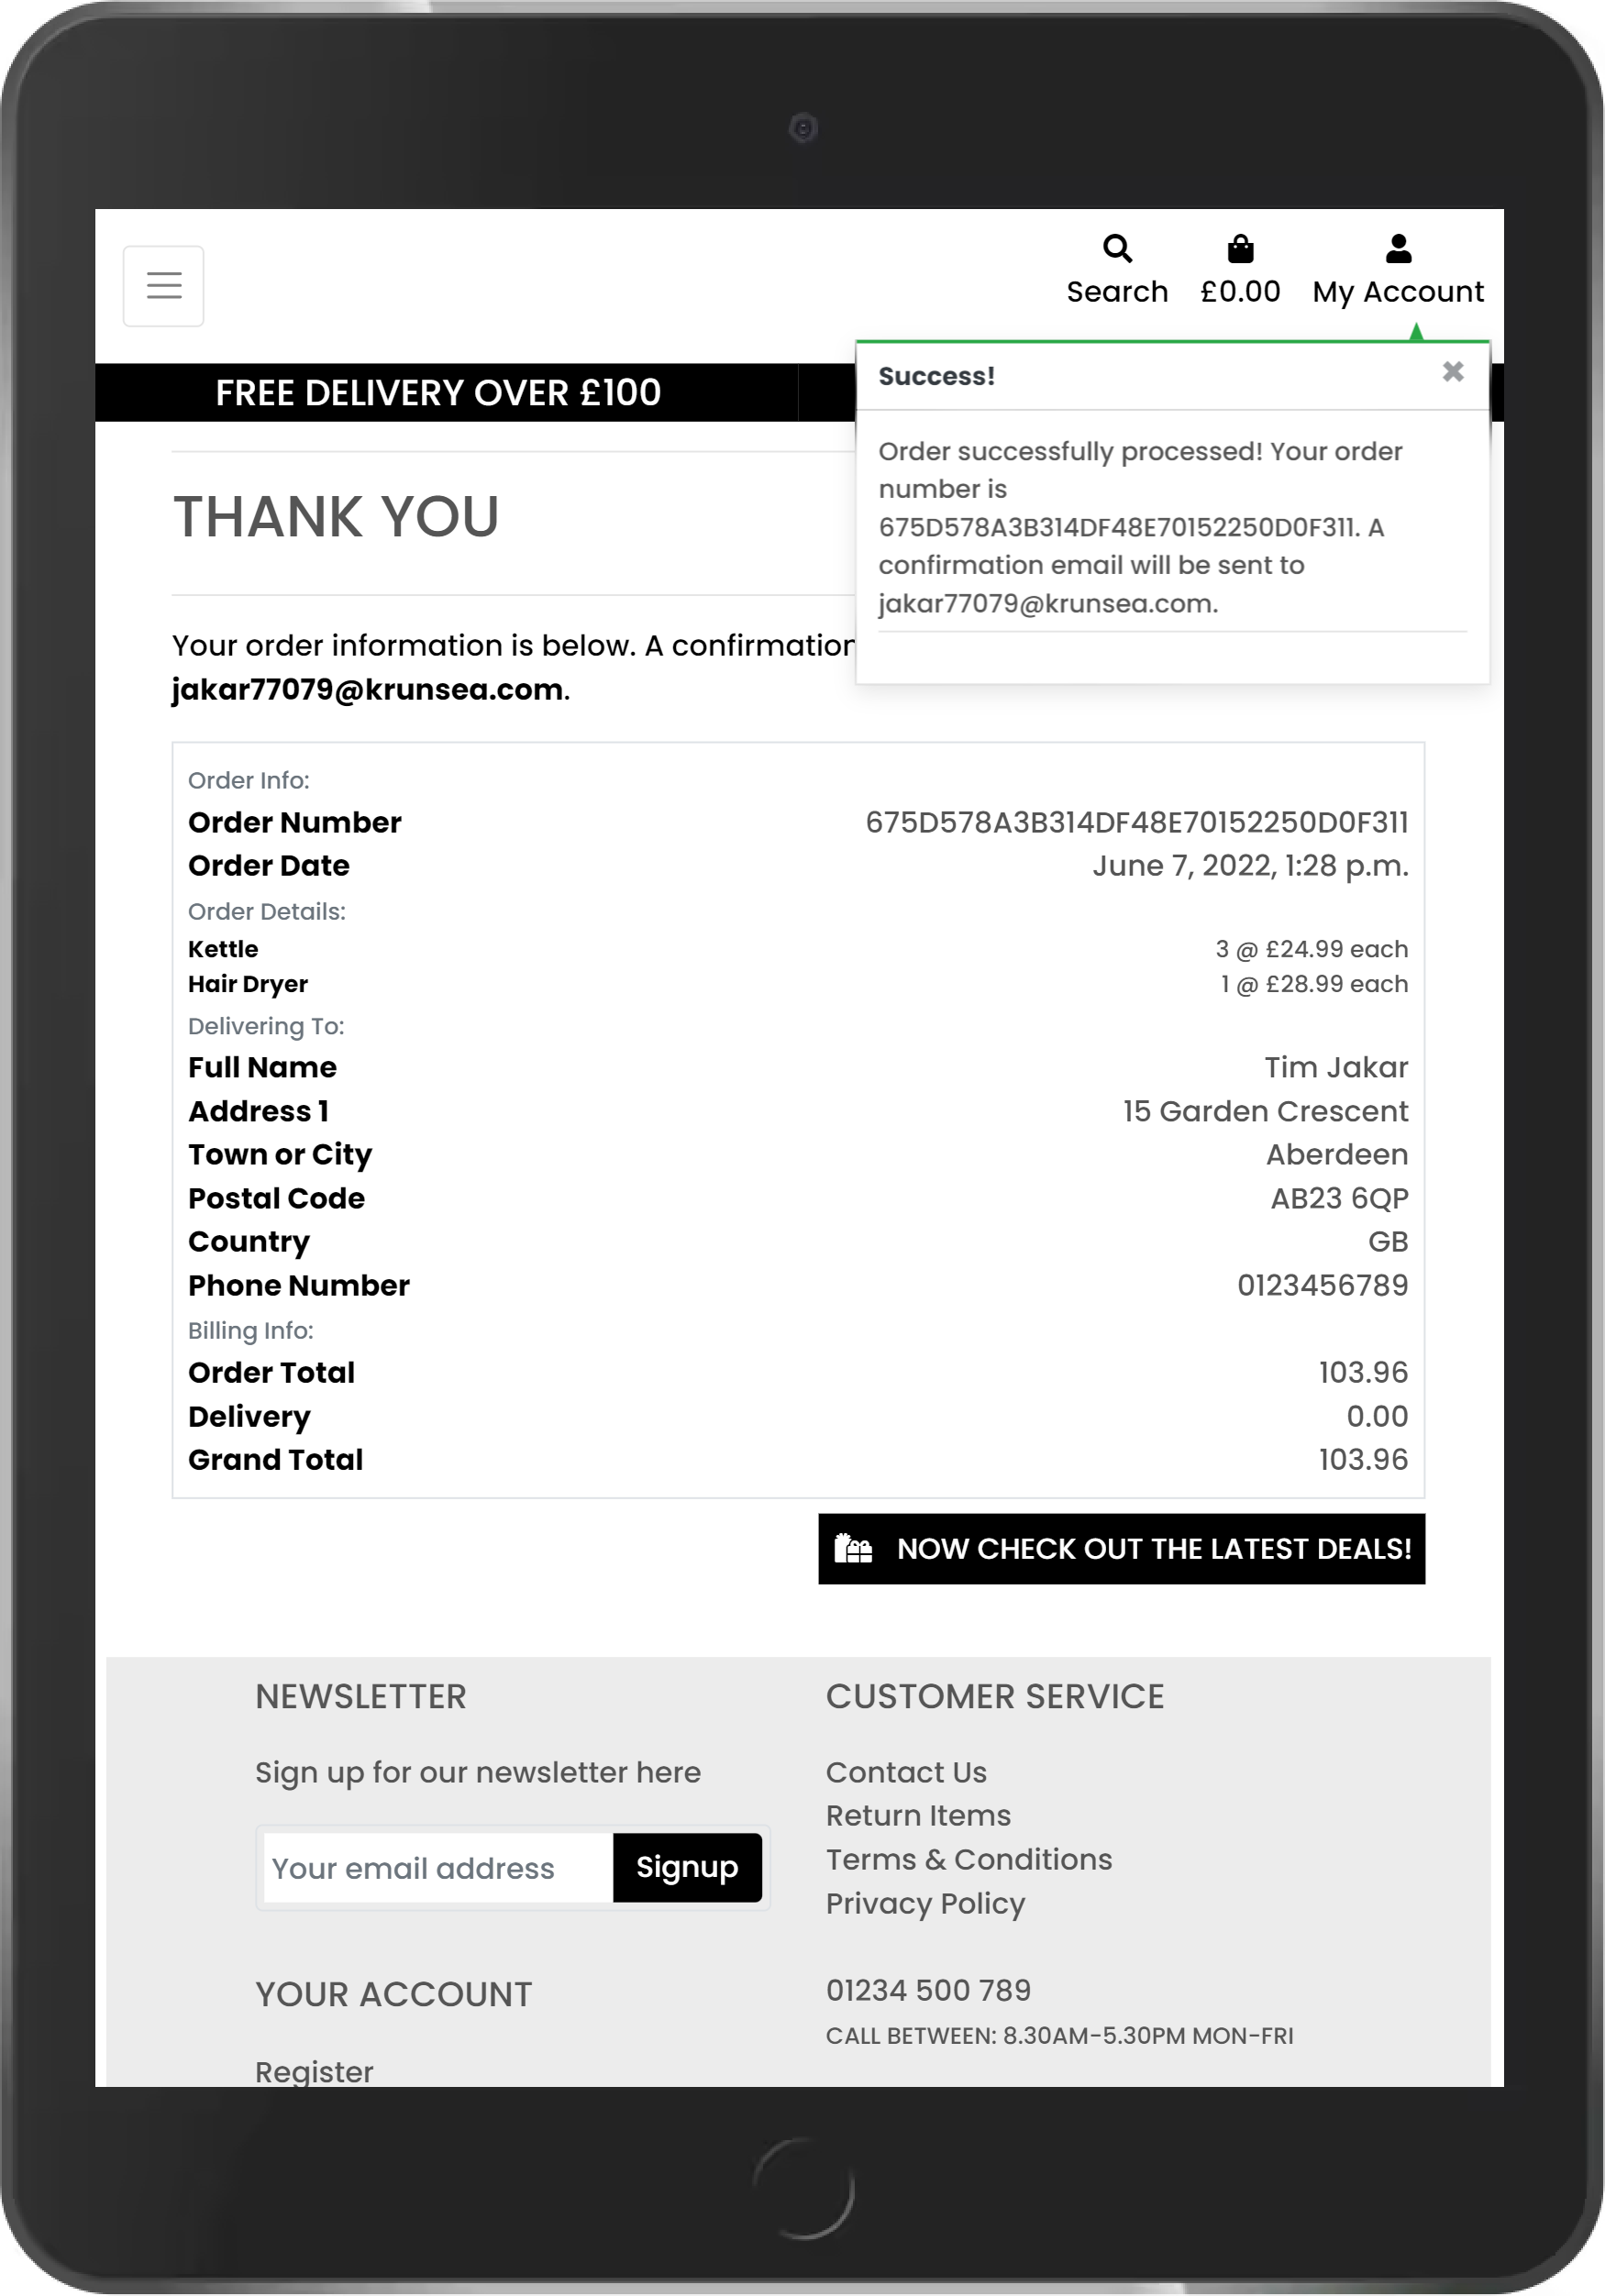 Search £0.00 My Account
FREE DELIVERY OVER £100
Success! ✖
Order successfully processed! Your order
number is
675D578A3B314DF48E70152250D0F311. A
confirmation email will be sent to
jakar77079@krunsea.com.
THANK YOU
Your order information is below. A confirmation
jakar77079@krunsea.com.
Order Info:
Order Number 675D578A3B314DF48E70152250D0F311
Order Date June 7, 2022, 1:28 p.m.
Order Details:
Kettle 3 @ £24.99 each
Hair Dryer 1 @ £28.99 each
Delivering To:
Full Name Tim Jakar
Address 1 15 Garden Crescent
Town or City Aberdeen
Postal Code AB23 6QP
Country GB
Phone Number 0123456789
Billing Info:
Order Total 103.96
Delivery 0.00
Grand Total 103.96
NOW CHECK OUT THE LATEST DEALS!
NEWSLETTER
Sign up for our newsletter here
Your email address Signup
YOUR ACCOUNT
Register
CUSTOMER SERVICE
Contact Us
Return Items
Terms & Conditions
Privacy Policy
01234 500 789
CALL BETWEEN: 8.30AM-5.30PM MON-FRI